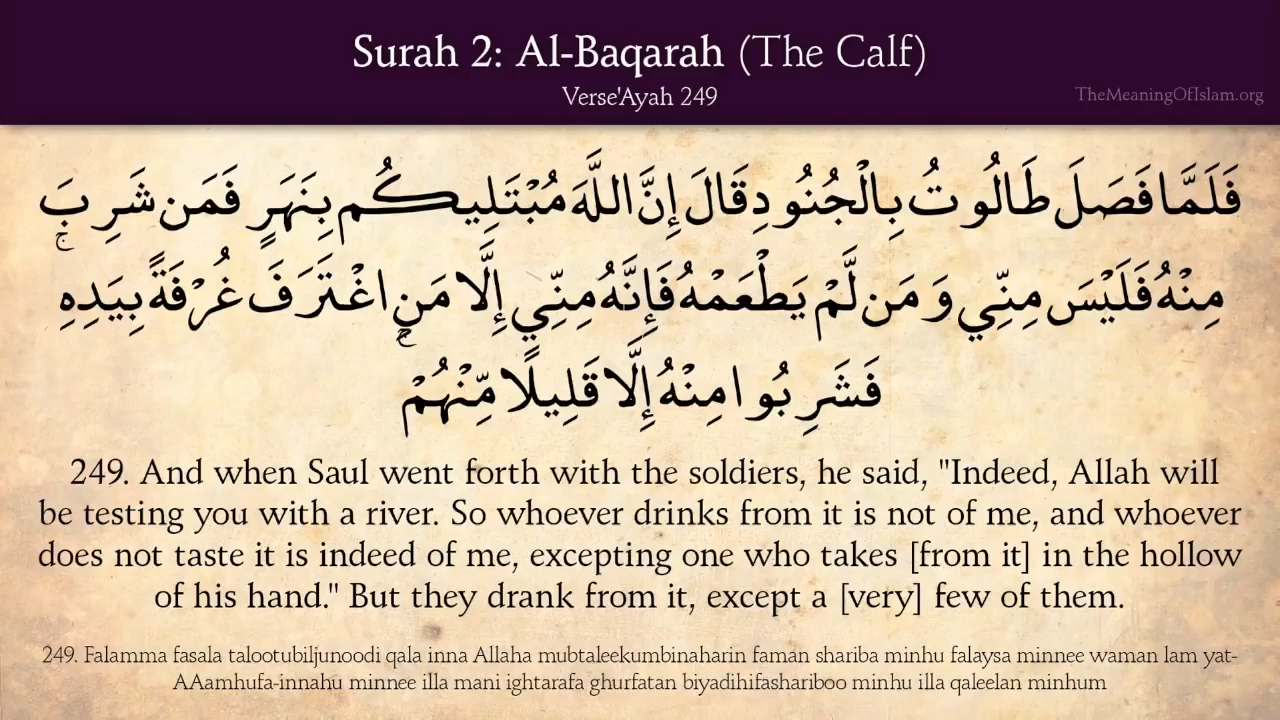 Surah 2: Al-Baqarah (The Calf)
Verse'Ayah 249
TheMeaningOfIslam.org
فَلَمَّا فَصَلَ طَالُوتُ بِالْجُنُودِ قَالَ إِنَّ اللَّهَ مُبْتَلِيكُم بِنَهَرٍ فَمَن شَرِبَ
مِنْهُ فَلَيْسَ مِنِّي وَمَن لَّمْ يَطْعَمْهُ فَإِنَّهُ مِنِّي إِلَّا مَنِ اغْتَرَفَ غُرْفَةً بِيَدِهِ ۚ
فَشَرِبُوا مِنْهُ إِلَّا قَلِيلًا مِّنْهُمْ ۚ
249. And when Saul went forth with the soldiers, he said, "Indeed, Allah will
be testing you with a river. So whoever drinks from it is not of me, and whoever
does not taste it is indeed of me, excepting one who takes [from it] in the hollow
of his hand." But they drank from it, except a [very] few of them.
249. Falamma fasala talootubiljunoodi qala inna Allaha mubtaleekumbinaharin faman shariba minhu falaysa minnee waman lam yat-
AAamhufa-innahu minnee illa mani ightarafa ghurfatan biyadihifashariboo minhu illa qaleelan minhum